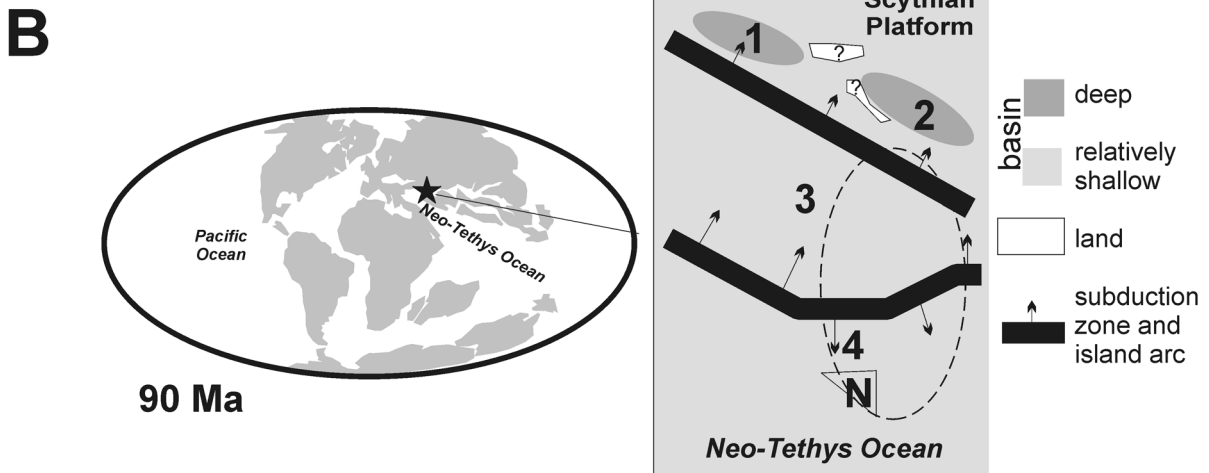 B
Pacific
Ocean
Neo-Tethys Ocean
90 Ma
Scythian
Platform
1
?
?
2
3
4
N
Neo-Tethys Ocean
basin
deep
relatively
shallow
land
subduction
zone and
island arc